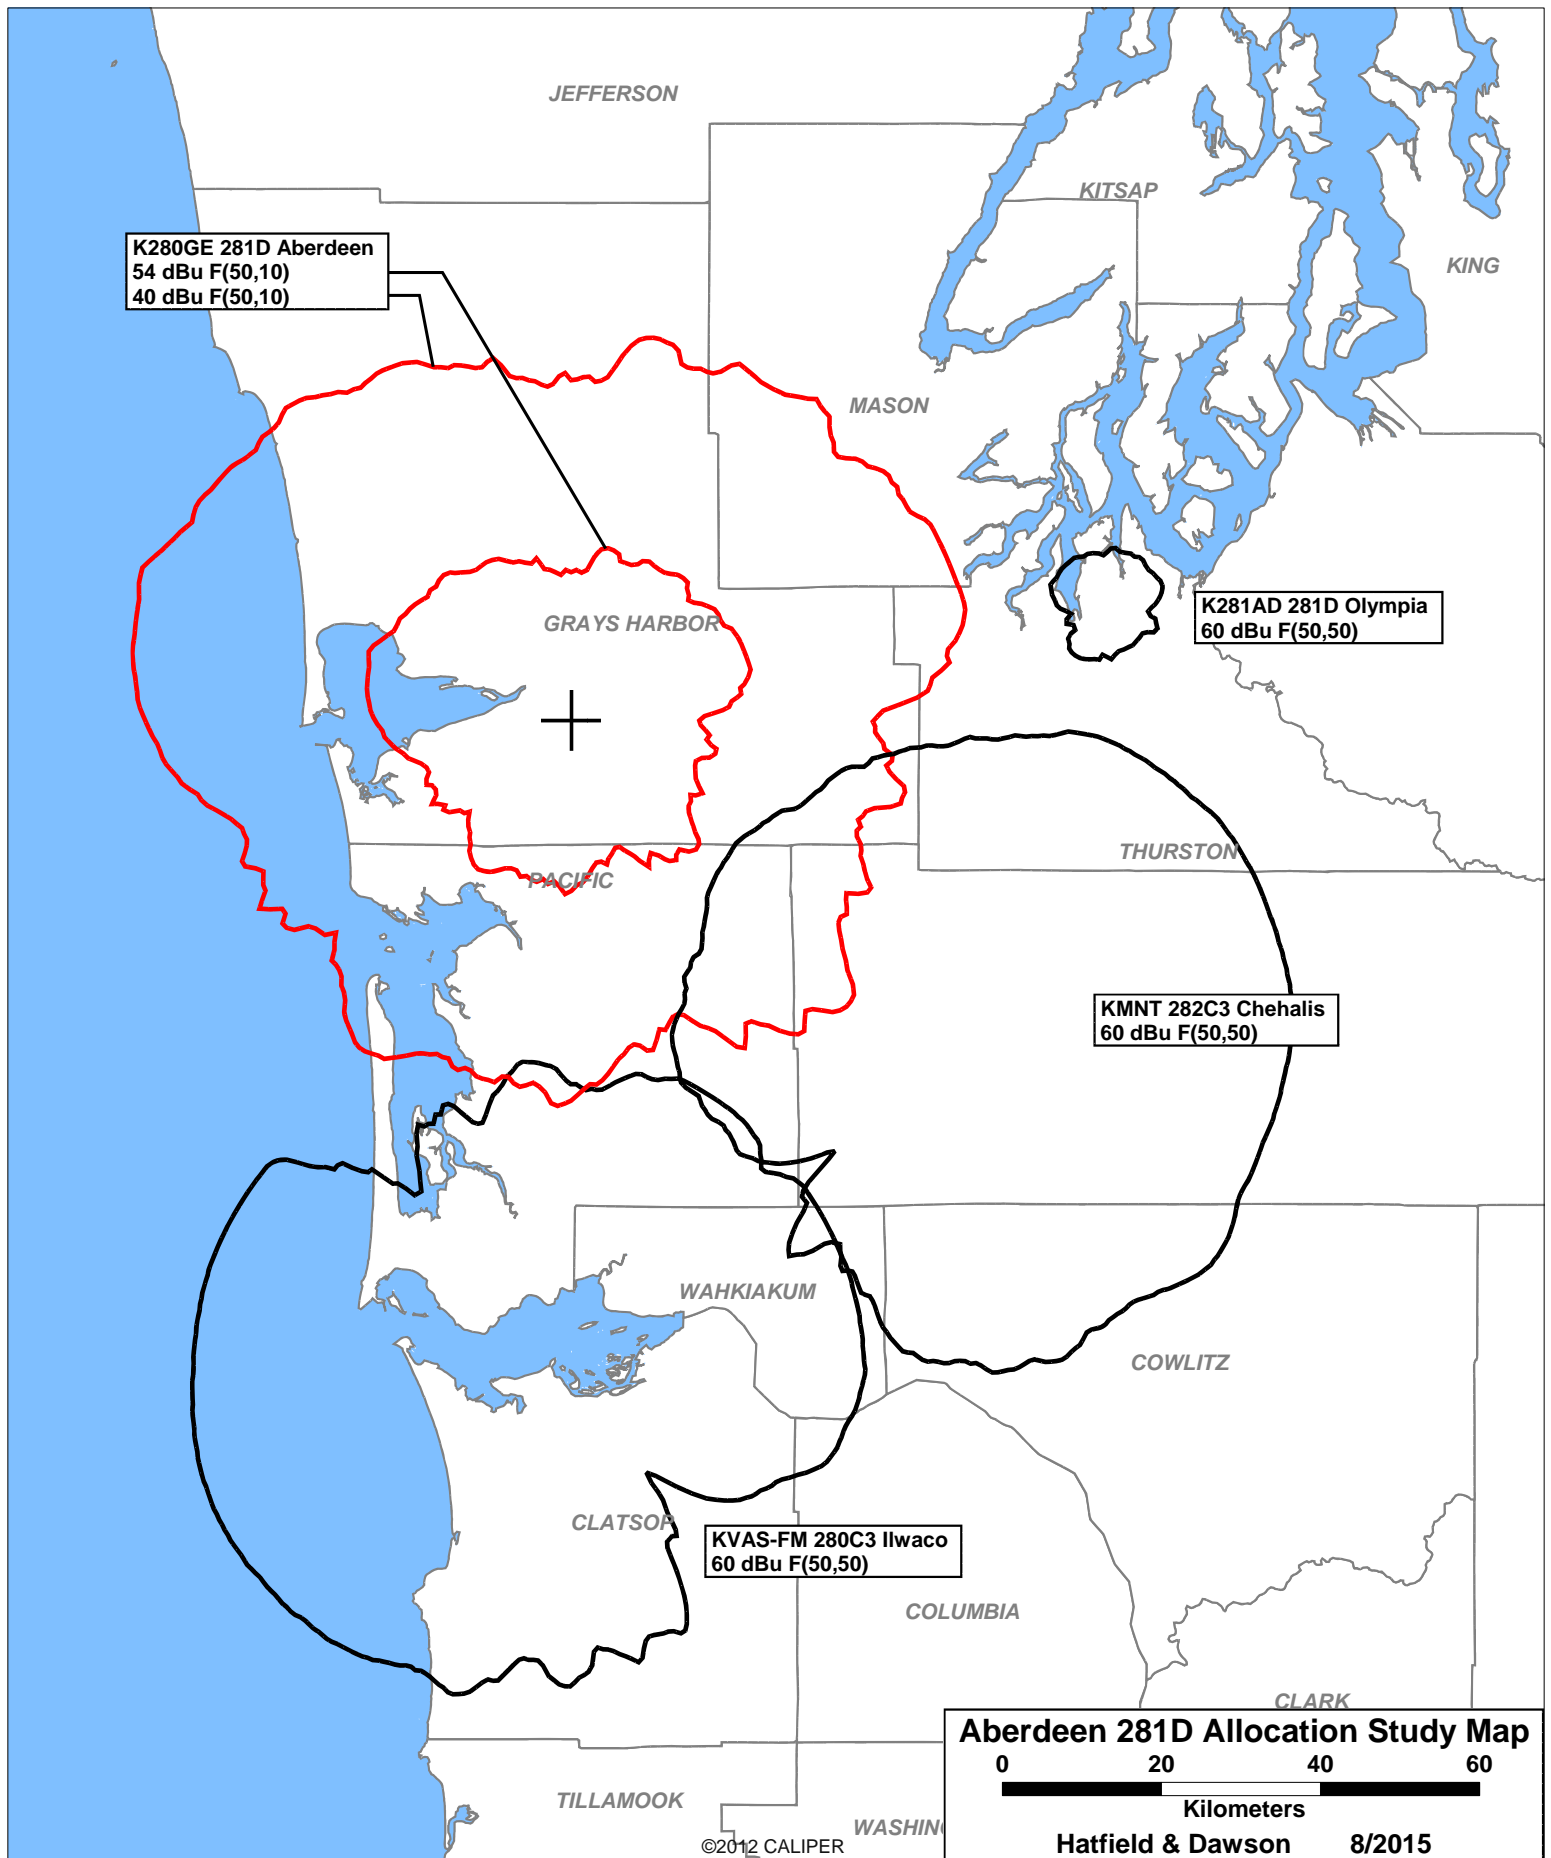 JEFFERSON
KITSAP
K280GE 281D Aberdeen
54 dBu F(50,10)
40 dBu F(50,10)
KING
MASON
GRAYS HARBOR
K281AD 281D Olympia
60 dBu F(50,50)
THURSTON
PACIFIC
KMNT 282C3 Chehalis
60 dBu F(50,50)
WAHKIAKUM
COWLITZ
CLATSOP
KVAS-FM 280C3 Ilwaco
60 dBu F(50,50)
COLUMBIA
CLARK
Aberdeen 281D Allocation Study Map
0 20 40 60
Kilometers
Hatfield & Dawson 8/2015
TILLAMOOK
WASHIN
©2012 CALIPER